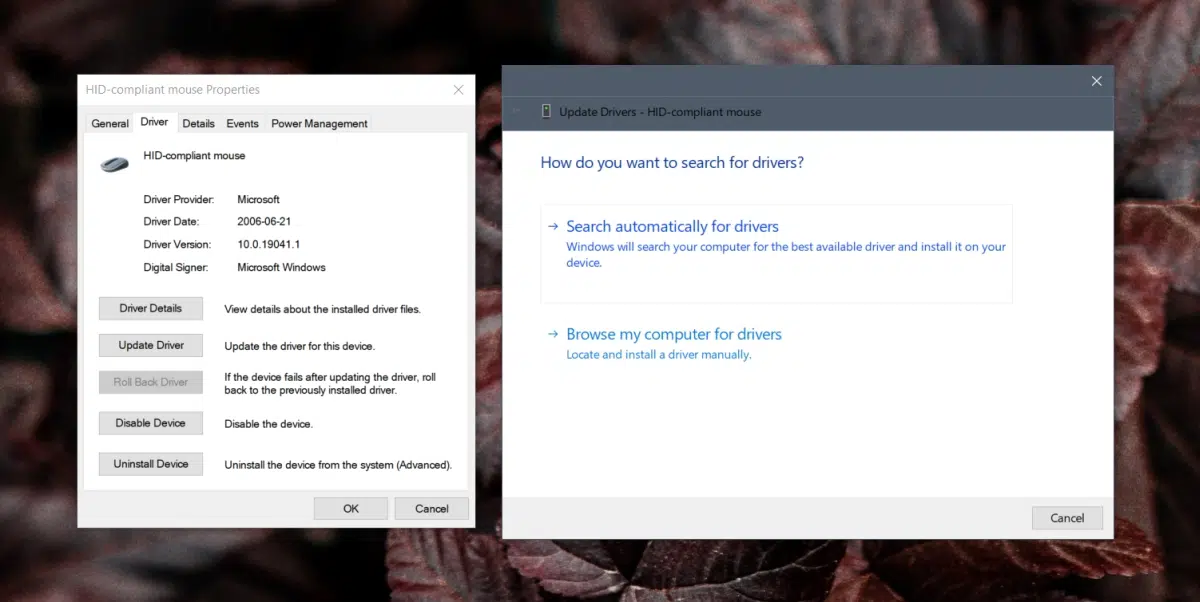 HID-compliant mouse Properties
General Driver Details Events Power Management
HID-compliant mouse
Driver Provider: Microsoft
Driver Date: 2006-06-21
Driver Version: 10.0.19041.1
Digital Signer: Microsoft Windows
Driver Details View details about the installed driver files.
Update Driver Update the driver for this device.
Roll Back Driver If the device fails after updating the driver, roll
back to the previously installed driver.
Disable Device Disable the device.
Uninstall Device Uninstall the device from the system (Advanced).
OK Cancel
Update Drivers - HID-compliant mouse
How do you want to search for drivers?
Search automatically for drivers
Windows will search your computer for the best available driver and install it on your
device.
Browse my computer for drivers
Locate and install a driver manually.
Cancel